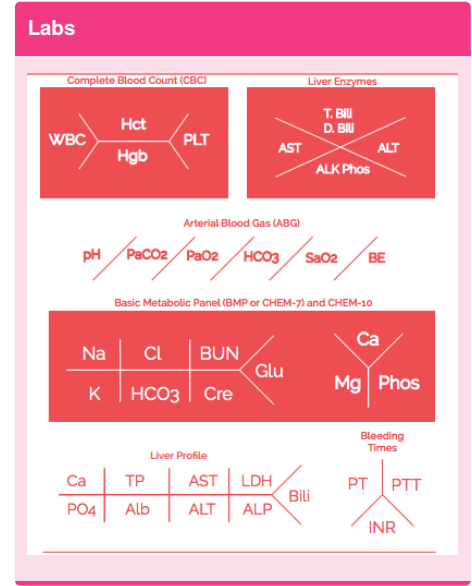 Labs
Complete Blood Count (CBC)
WBC
Hct
Hgb
PLT
Liver Enzymes
T. Bili
D. Bili
AST
ALT
ALK Phos
Arterial Blood Gas (ABG)
pH PaCO2 PaO2 HCO3 SaO2 BE
Basic Metabolic Panel (BMP or CHEM-7) and CHEM-10
Na Cl BUN
Glu
K HCO3 Cre
Ca
Mg Phos
Liver Profile
Ca TP AST LDH
Bili
PO4 Alb ALT ALP
Bleeding
Times
PT PTT
INR